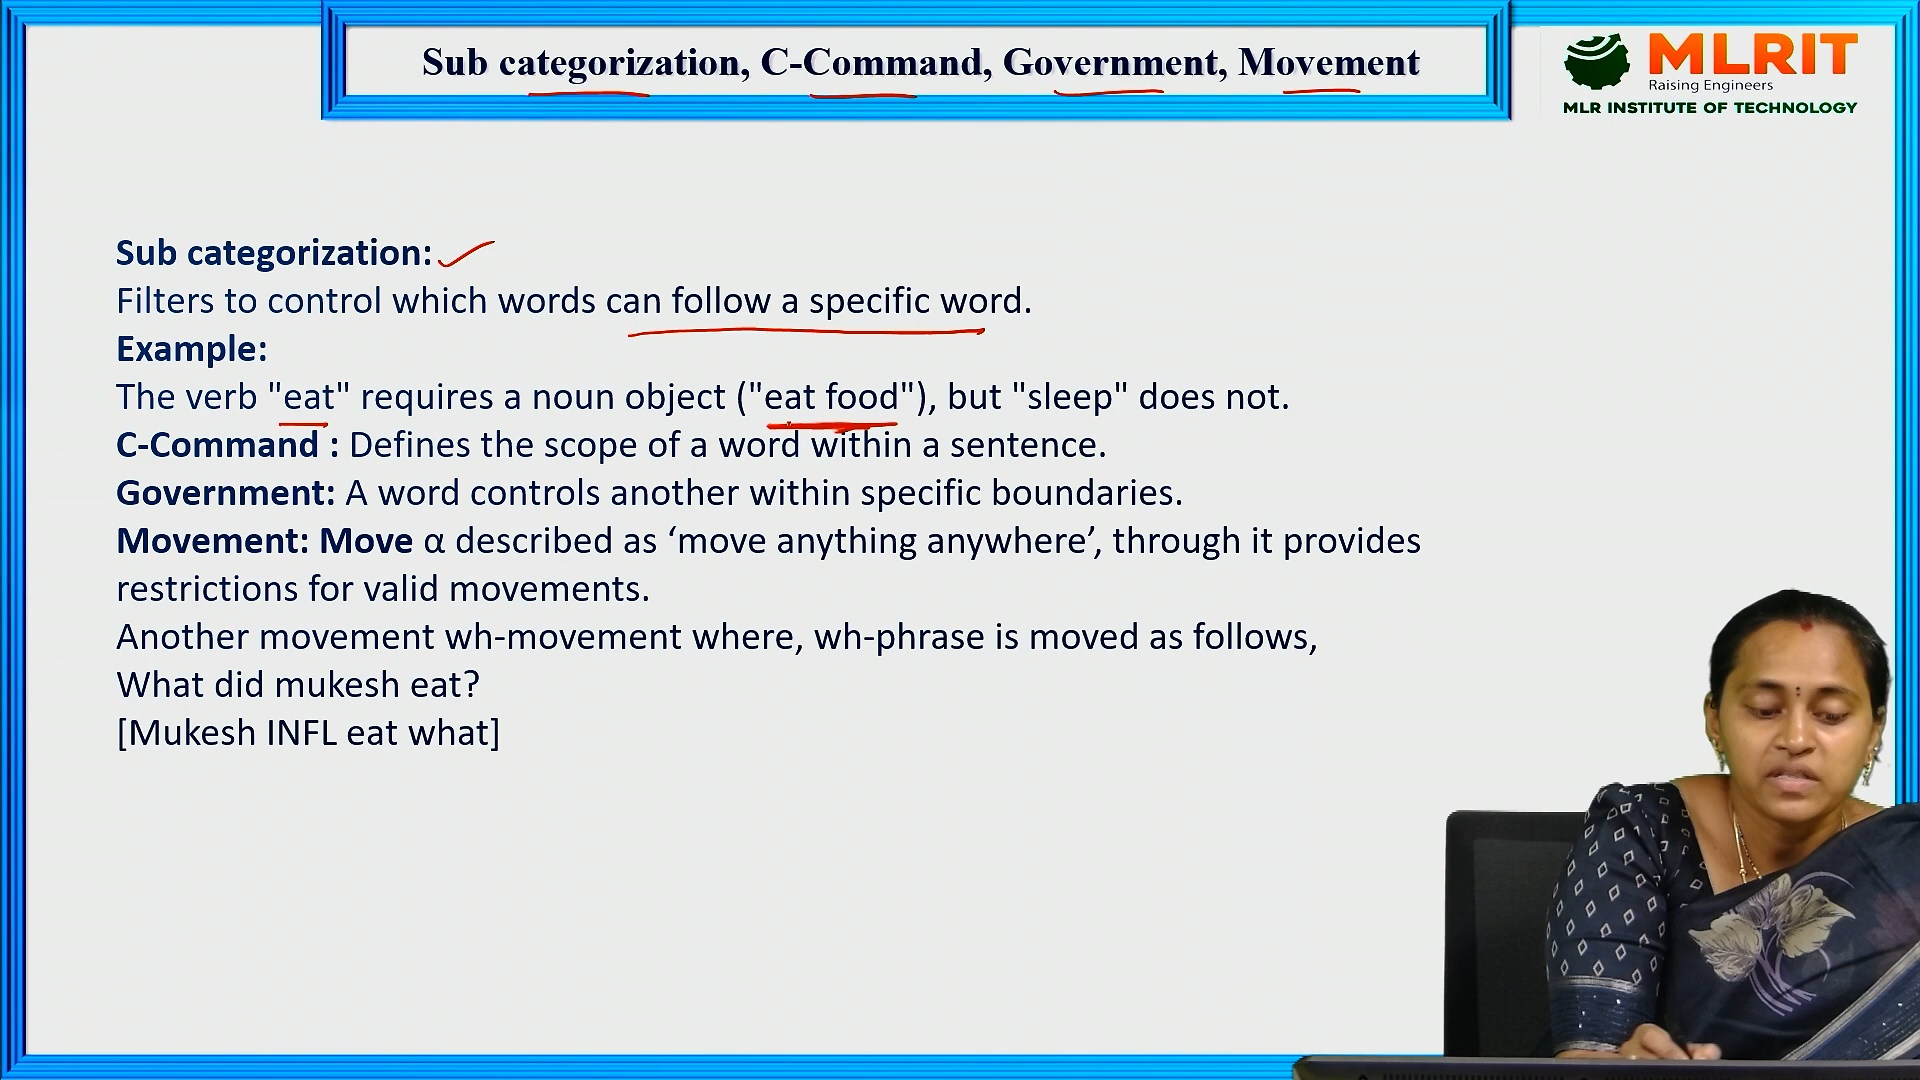 Sub categorization, C-Command, Government, Movement
MLRIT
Raising Engineers
MLR INSTITUTE OF TECHNOLOGY
Sub categorization:
Filters to control which words can follow a specific word.
Example:
The verb "eat" requires a noun object ("eat food"), but "sleep" does not.
C-Command : Defines the scope of a word within a sentence.
Government: A word controls another within specific boundaries.
Movement: Move α described as ‘move anything anywhere’, through it provides
restrictions for valid movements.
Another movement wh-movement where, wh-phrase is moved as follows,
What did mukesh eat?
[Mukesh INFL eat what]